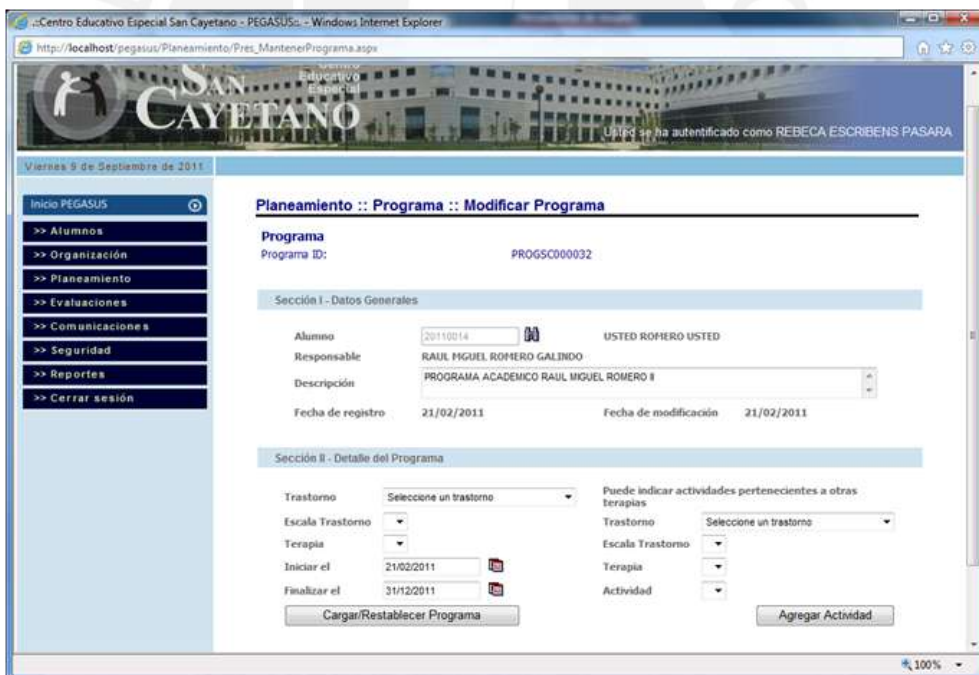 .::Centro Educativo Especial San Cayetano - PEGASUS::. - Windows Internet Explorer
http://localhost/pegasus/Planeamiento/Pres_MantenerPrograma.aspx
SAN CAYETANO
Centro Educativo Especial
Usted se ha autentificado como REBECA ESCRIBENS PASARA
Viernes 9 de Septiembre de 2011
Inicio PEGASUS
>> Alumnos
>> Organización
>> Planeamiento
>> Evaluaciones
>> Comunicaciones
>> Seguridad
>> Reportes
>> Cerrar sesión
Planeamiento :: Programa :: Modificar Programa
Programa
Programa ID: PROGSC000032
Sección I - Datos Generales
Alumno 20110014 USTED ROMERO USTED
Responsable RAUL MGUEL ROMERO GALINDO
Descripción PROGRAMA ACADEMICO RAUL MIGUEL ROMERO II
Fecha de registro 21/02/2011 Fecha de modificación 21/02/2011
Sección II - Detalle del Programa
Trastorno Seleccione un trastorno
Escala Trastorno
Terapia
Iniciar el 21/02/2011
Finalizar el 31/12/2011
Cargar/Restablecer Programa
Puede indicar actividades pertenecientes a otras
terapias
Trastorno Seleccione un trastorno
Escala Trastorno
Terapia
Actividad
Agregar Actividad
100%